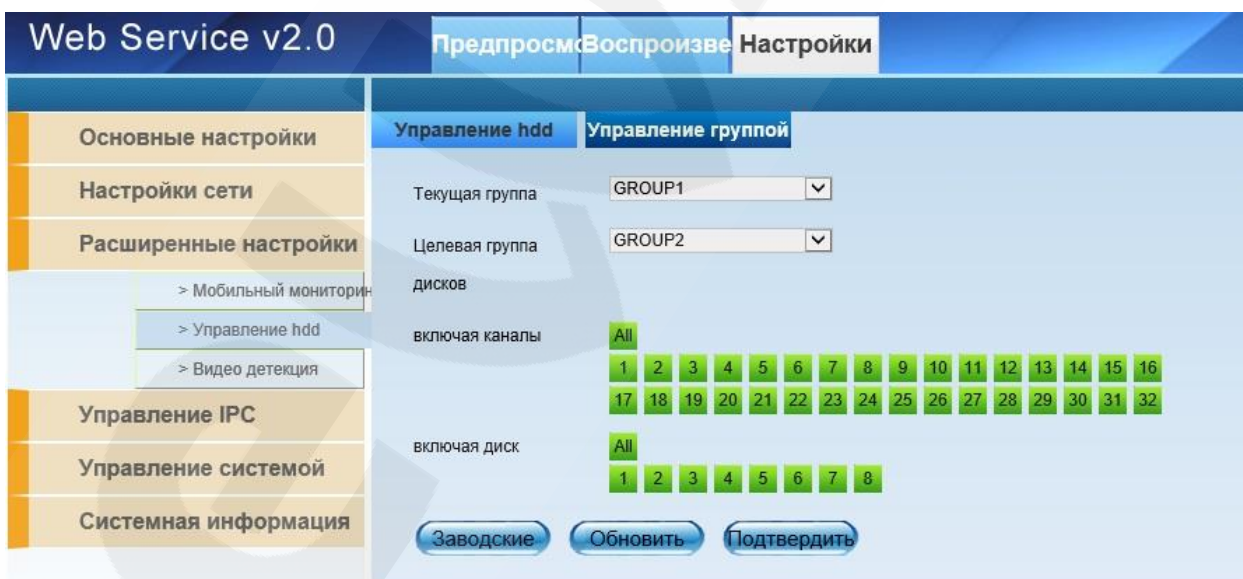 Web Service v2.0
Предпросмо Воспроизве Настройки
Основные настройки
Настройки сети
Расширенные настройки
> Мобильный мониторин
> Управление hdd
> Видео детекция
Управление IPC
Управление системой
Системная информация
Управление hdd Управление группой
Текущая группа GROUP1
Целевая группа GROUP2
дисков
включая каналы All
1 2 3 4 5 6 7 8 9 10 11 12 13 14 15 16
17 18 19 20 21 22 23 24 25 26 27 28 29 30 31 32
включая диск All
1 2 3 4 5 6 7 8
Заводские Обновить Подтвердить